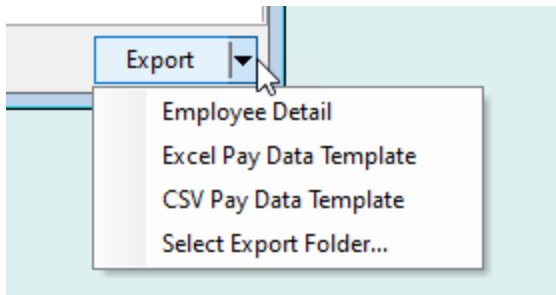 Export
Employee Detail
Excel Pay Data Template
CSV Pay Data Template
Select Export Folder...